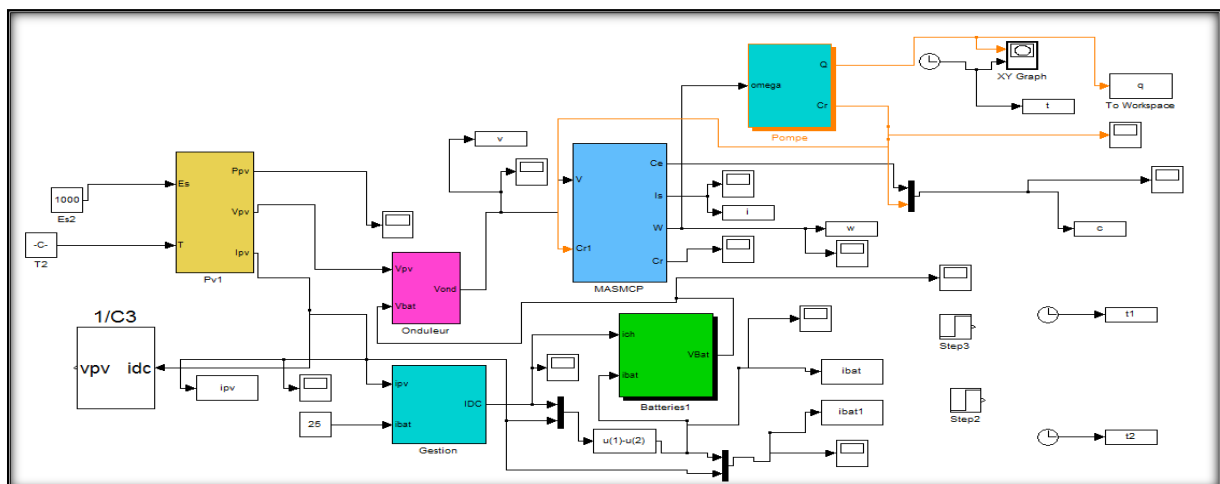 Q
omega
Cr
Pompe
XY Graph
q
To Workspace
t
v
Ppv
Es
Vpv
T
Ipv
Pv1
1000
Es2
-C-
T2
V
Ce
Is
W
Cr1
Cr
MASMCP
i
w
c
Vpv
Vond
Vbat
Onduleur
1/C3
vpv idc
ipv
ich
VBat
ibat
Batteries1
Step3
t1
ipv
IDC
ibat
Gestion
25
u(1)-u(2)
ibat
ibat1
Step2
t2